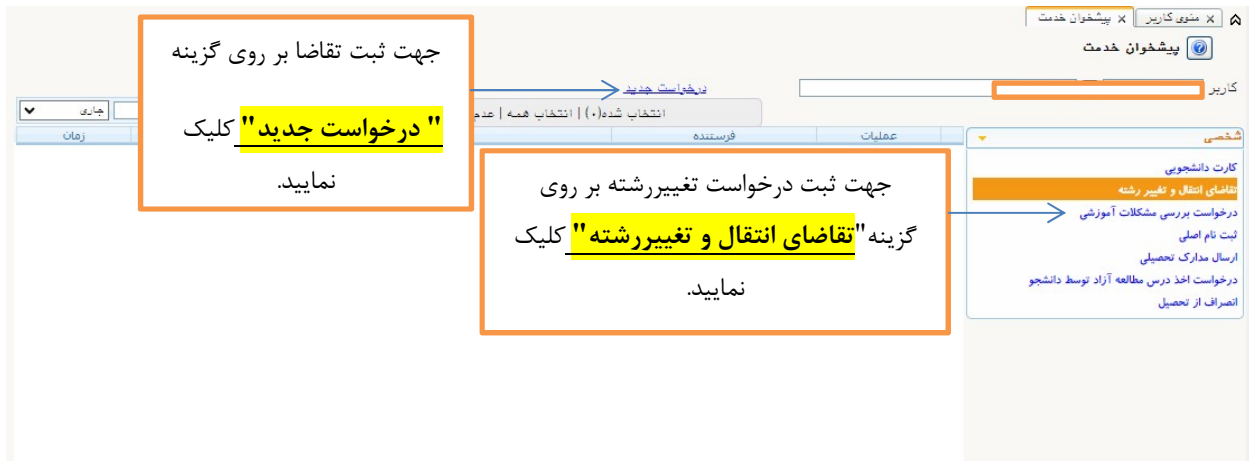 منوی کاربر × پیشخوان خدمت ×
پیشخوان خدمت
کاربر
درخواست جدید
انتخاب شده(۰) | انتخاب همه | عدم
جاری
عملیات
فرستنده
زمان
شخصی
کارت دانشجویی
تقاضای انتقال و تغییر رشته
درخواست بررسی مشکلات آموزشی
ثبت نام اصلی
ارسال مدارک تحصیلی
درخواست اخذ درس مطالعه آزاد توسط دانشجو
انصراف از تحصیل
جهت ثبت تقاضا بر روی گزینه
" درخواست جدید" کلیک
نمایید.
جهت ثبت درخواست تغییررشته بر روی
گزینه"تقاضای انتقال و تغییررشته" کلیک
نمایید.